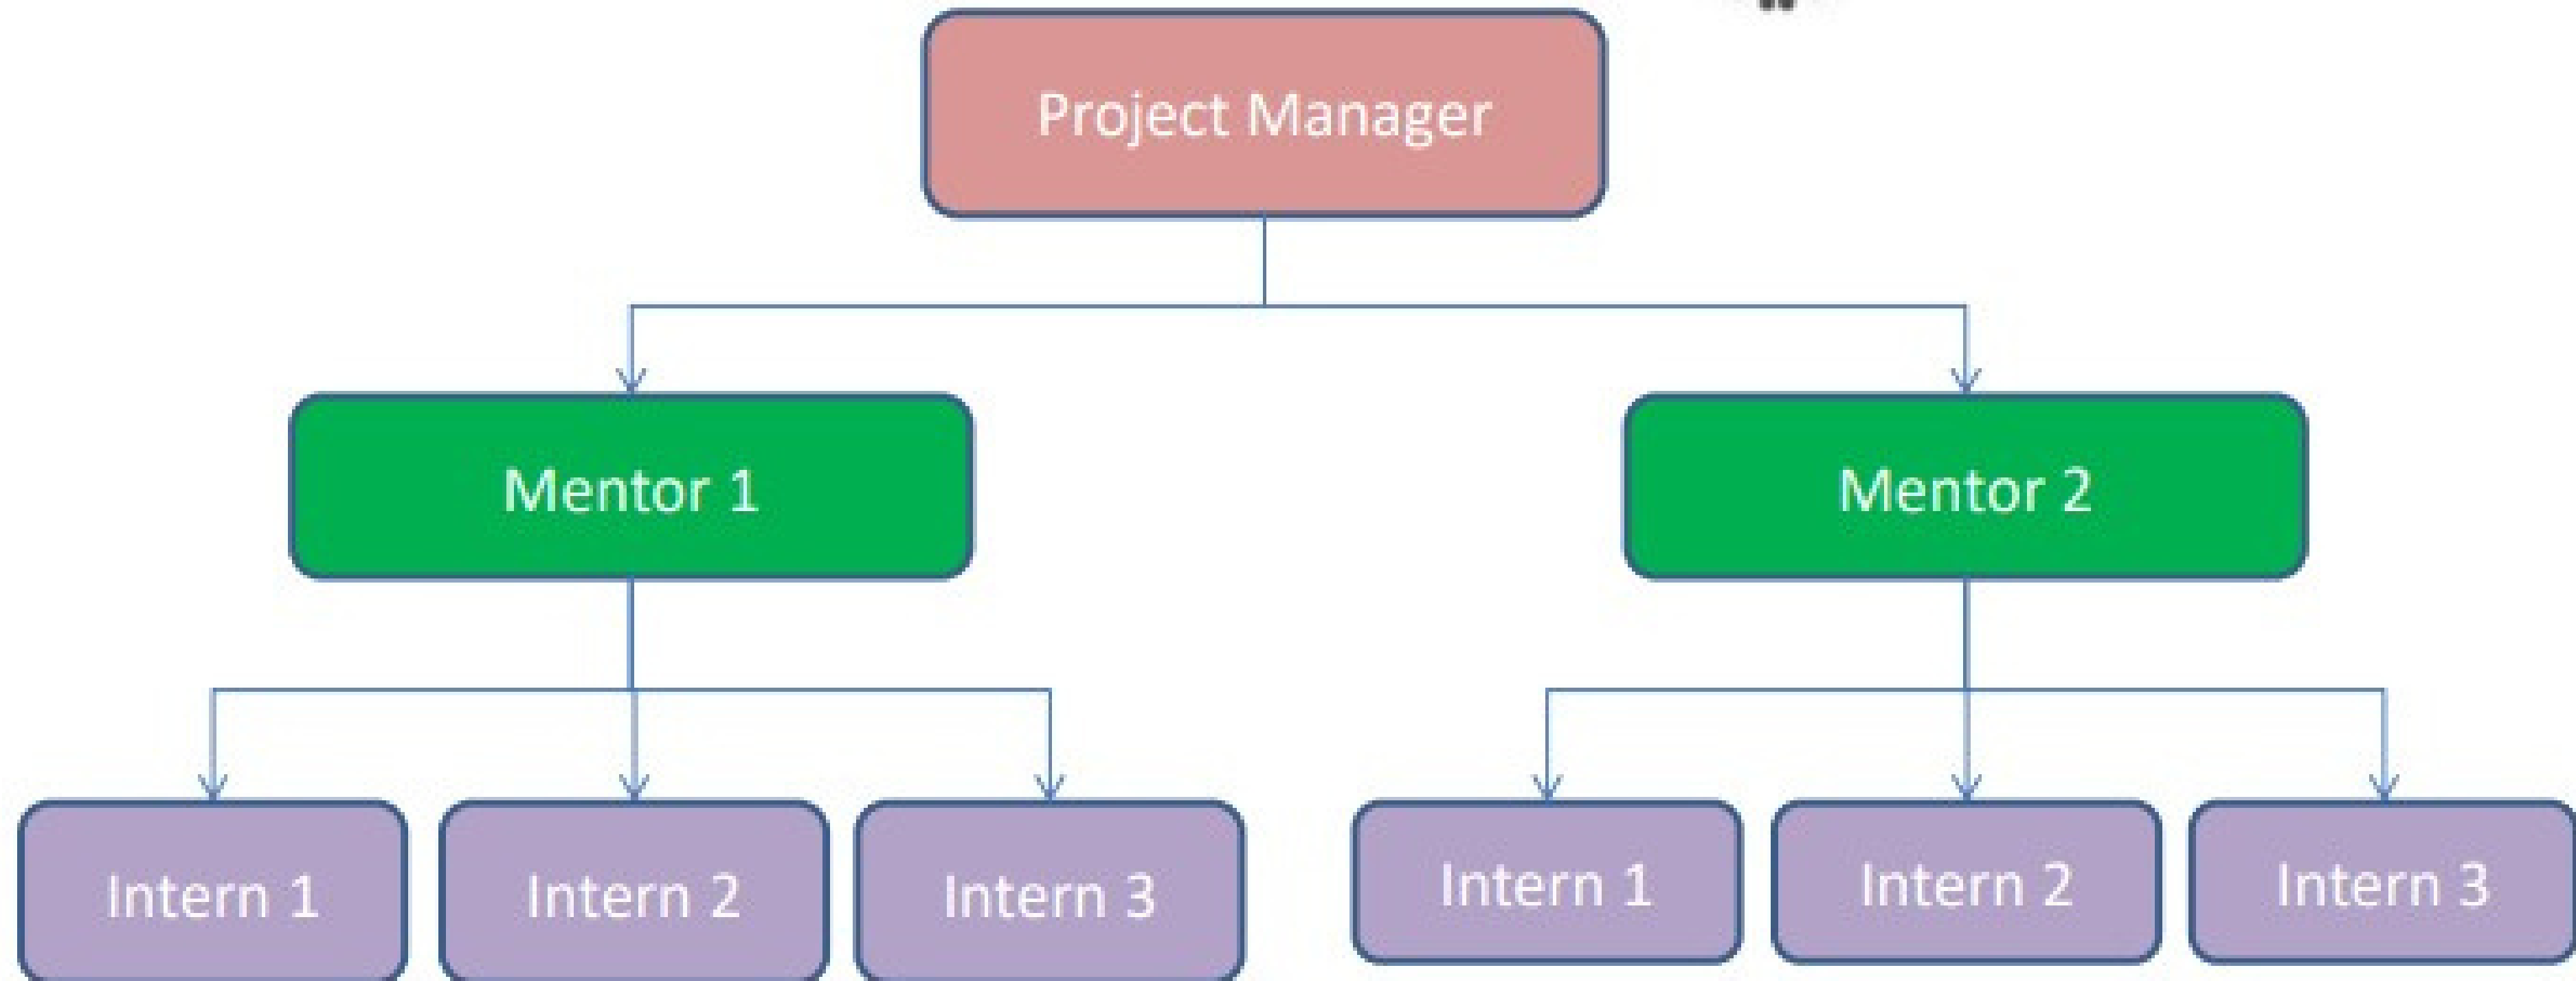 Project Manager
Mentor 1
Mentor 2
Intern 1
Intern 2
Intern 3
Intern 1
Intern 2
Intern 3